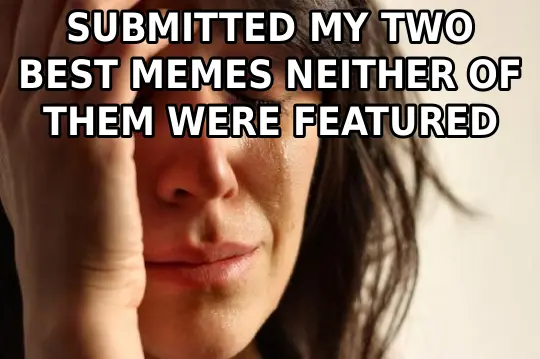 SUBMITTED MY TWO
BEST MEMES NEITHER OF
THEM WERE FEATURED